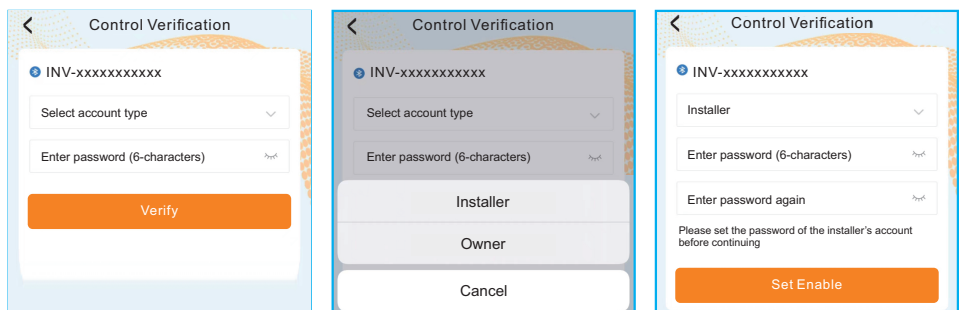 Control Verification
INV-xxxxxxxxxxx
Select account type
Enter password (6-characters)
Verify
Control Verification
INV-xxxxxxxxxxx
Select account type
Enter password (6-characters)
Installer
Owner
Cancel
Control Verification
INV-xxxxxxxxxxx
Installer
Enter password (6-characters)
Enter password again
Please set the password of the installer's account
before continuing
Set Enable